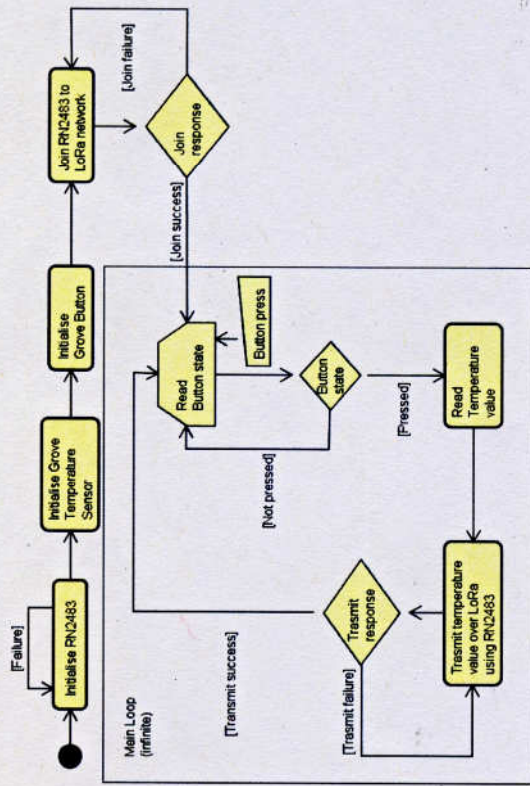 [Failure]
Initialise RN2483
Initialise Grove
Temperature
Sensor
Initialise
Grove Button
Join RN2483 to
LoRa network
[Join failure]
Join
response
[Join success]
Main Loop
(infinite)
Read
Button state
Button press
Button
state
[Not pressed]
[Pressed]
Read
Temperature
value
Trasmit temperature
value over LoRa
using RN2483
Trasmit
response
[Trasmit failure]
[Transmit success]